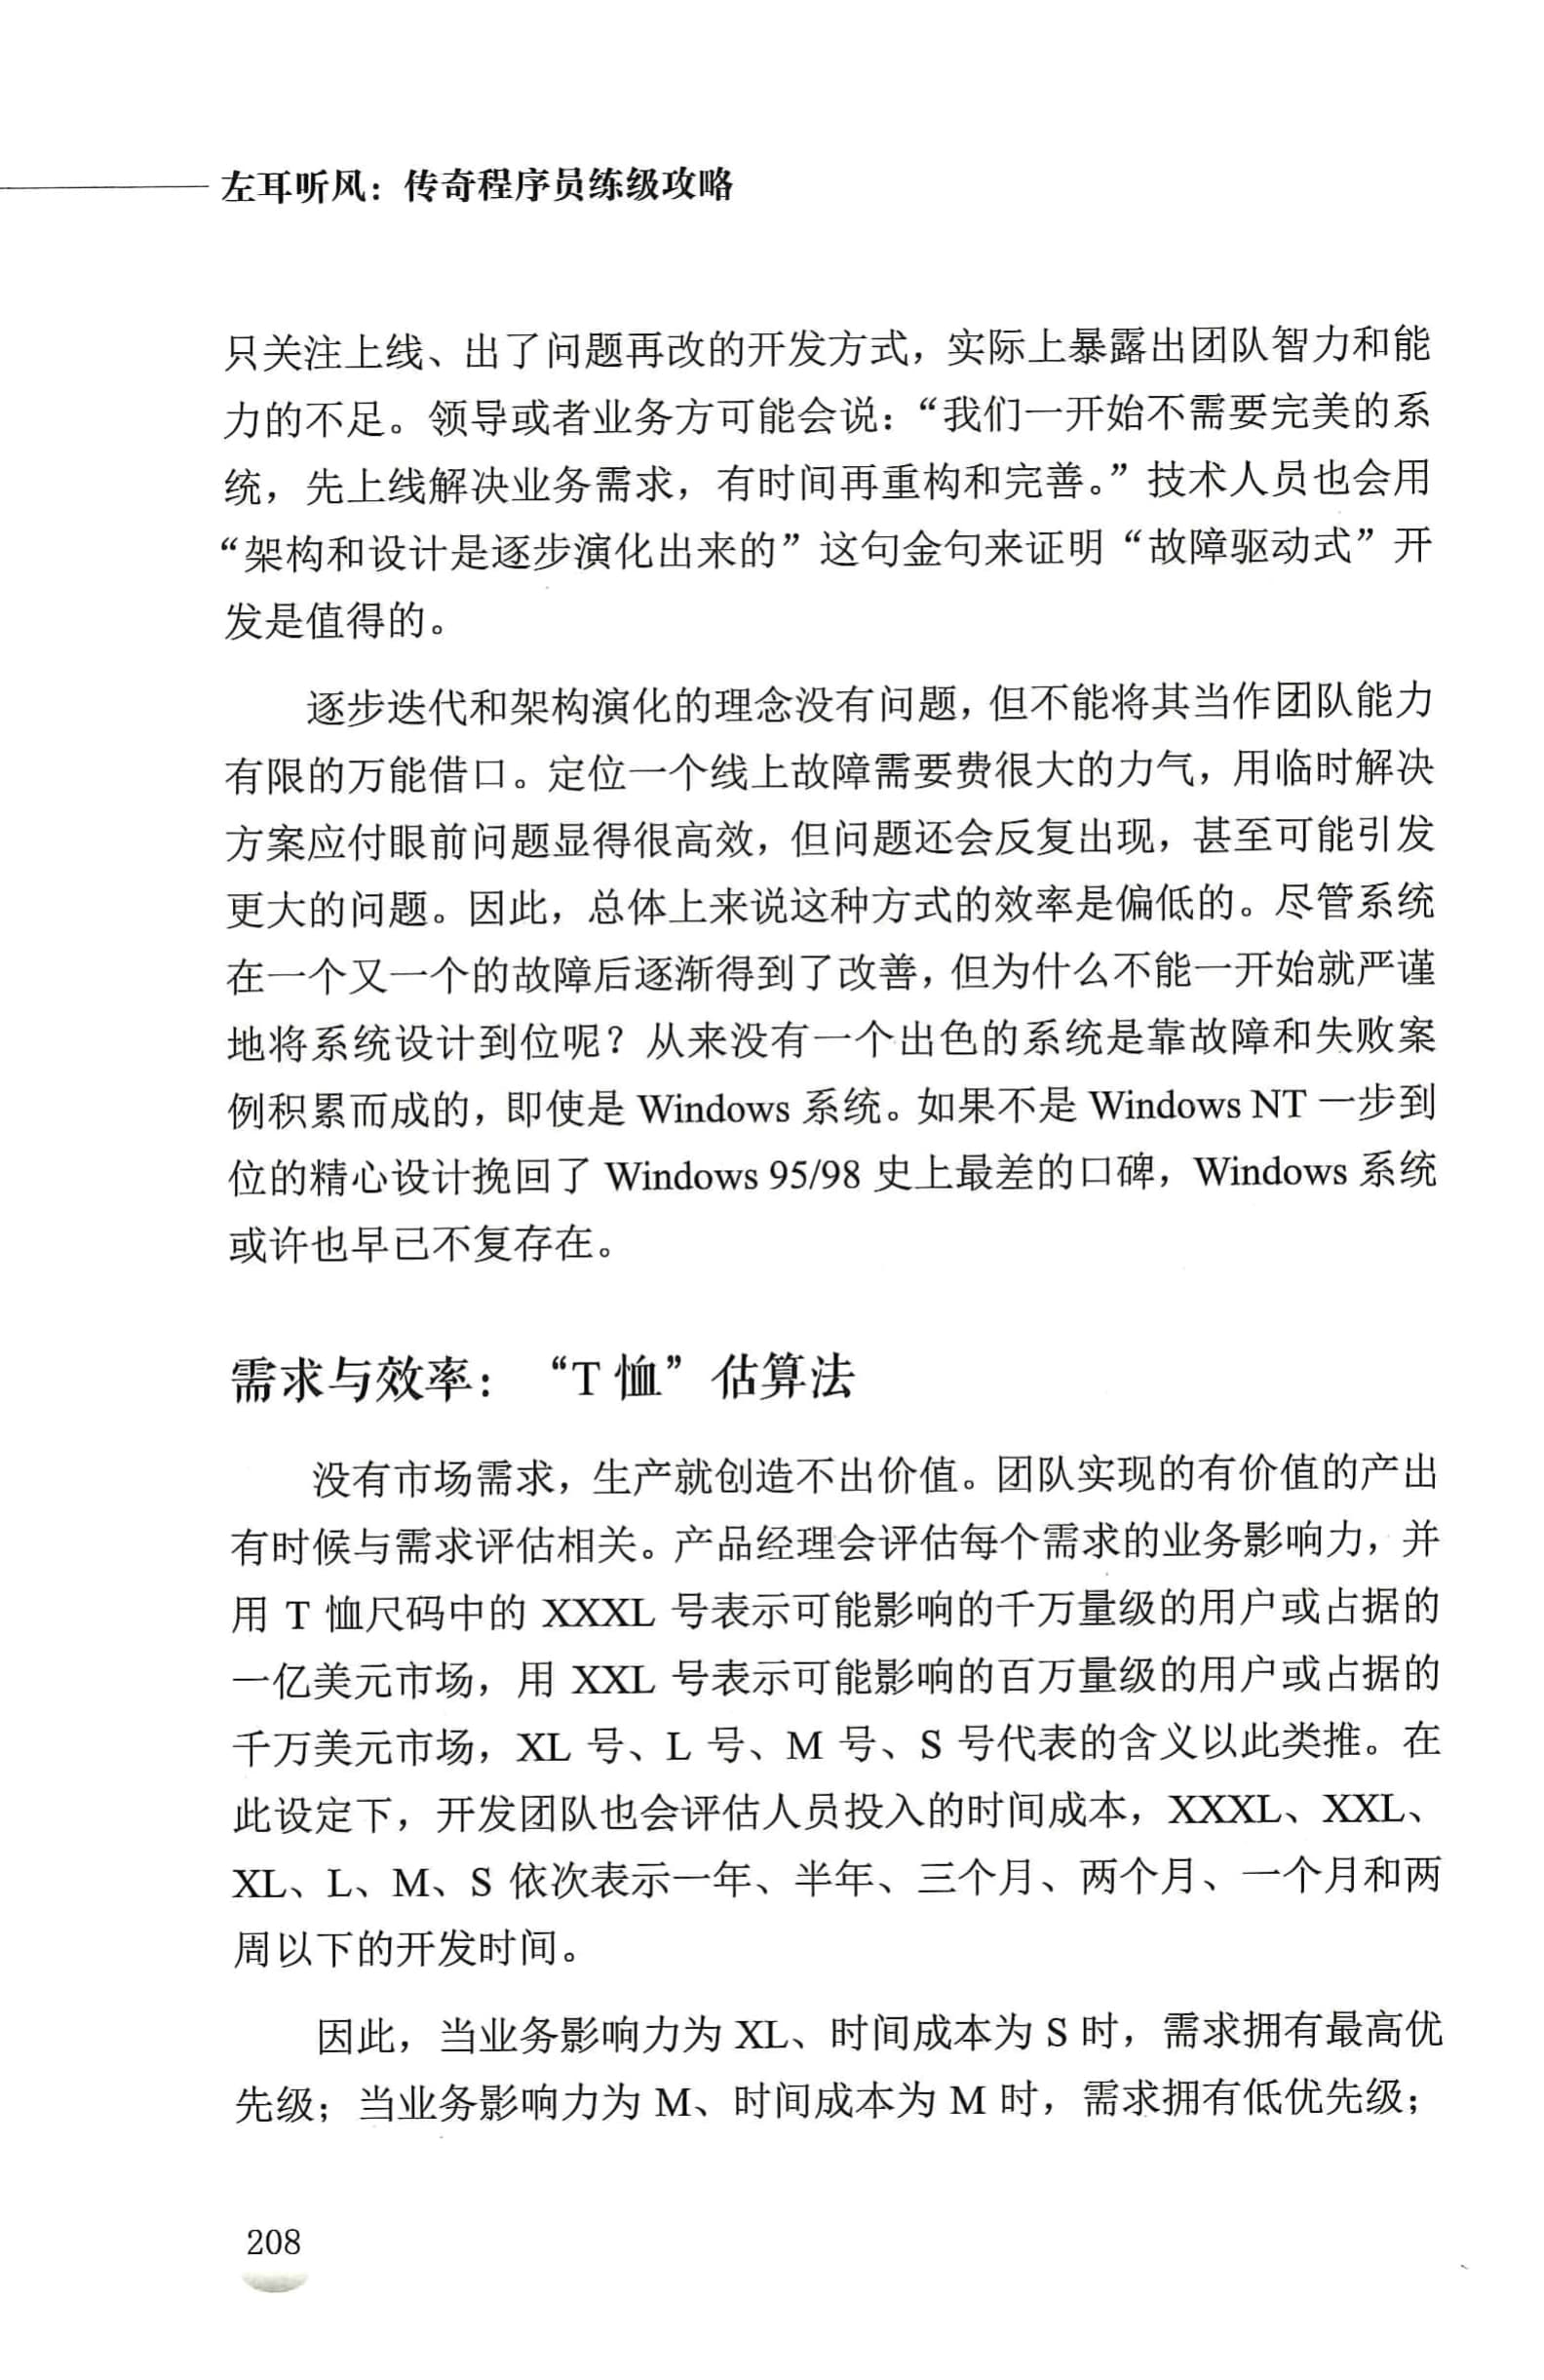 左耳听风：传奇程序员练级攻略
只关注上线、出了问题再改的开发方式，实际上暴露出团队智力和能
力的不足。领导或者业务方可能会说：“我们一开始不需要完美的系
统，先上线解决业务需求，有时间再重构和完善。”技术人员也会用
“架构和设计是逐步演化出来的”这句金句来证明“故障驱动式”开
发是值得的。
逐步迭代和架构演化的理念没有问题，但不能将其当作团队能力
有限的万能借口。定位一个线上故障需要费很大的力气，用临时解决
方案应付眼前问题显得很高效，但问题还会反复出现，甚至可能引发
更大的问题。因此，总体上来说这种方式的效率是偏低的。尽管系统
在一个又一个的故障后逐渐得到了改善，但为什么不能一开始就严谨
地将系统设计到位呢？从来没有一个出色的系统是靠故障和失败案
例积累而成的，即使是 Windows 系统。如果不是 Windows NT 一步到
位的精心设计挽回了 Windows 95/98 史上最差的口碑，Windows 系统
或许也早已不复存在。
需求与效率：“T 恤”估算法
没有市场需求，生产就创造不出价值。团队实现的有价值的产出
有时候与需求评估相关。产品经理会评估每个需求的业务影响力，并
用 T 恤尺码中的 XXXL 号表示可能影响的千万量级的用户或占据的
一亿美元市场，用 XXL 号表示可能影响的百万量级的用户或占据的
千万美元市场，XL 号、L 号、M 号、S 号代表的含义以此类推。在
此设定下，开发团队也会评估人员投入的时间成本，XXXL、XXL、
XL、L、M、S 依次表示一年、半年、三个月、两个月、一个月和两
周以下的开发时间。
因此，当业务影响力为 XL、时间成本为 S 时，需求拥有最高优
先级；当业务影响力为 M、时间成本为 M 时，需求拥有低优先级；
208